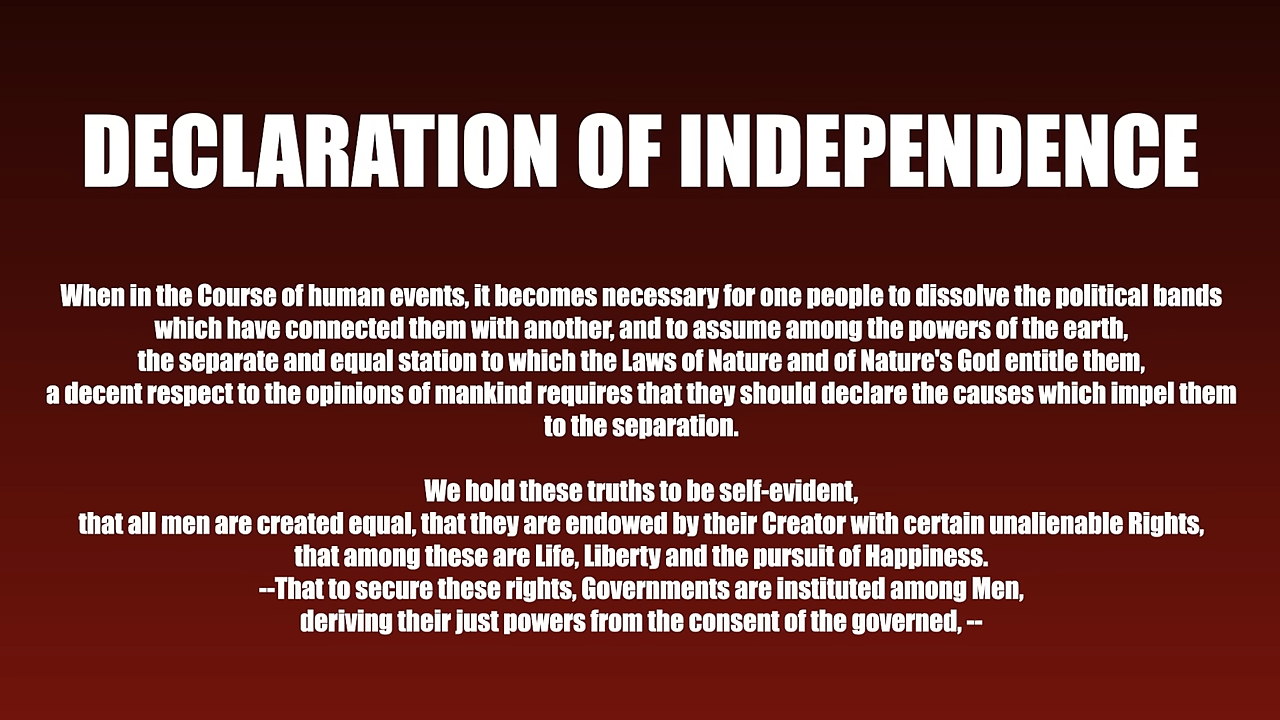 DECLARATION OF INDEPENDENCE
When in the Course of human events, it becomes necessary for one people to dissolve the political bands
which have connected them with another, and to assume among the powers of the earth,
the separate and equal station to which the Laws of Nature and of Nature's God entitle them,
a decent respect to the opinions of mankind requires that they should declare the causes which impel them
to the separation.
We hold these truths to be self-evident,
that all men are created equal, that they are endowed by their Creator with certain unalienable Rights,
that among these are Life, Liberty and the pursuit of Happiness.
--That to secure these rights, Governments are instituted among Men,
deriving their just powers from the consent of the governed, --